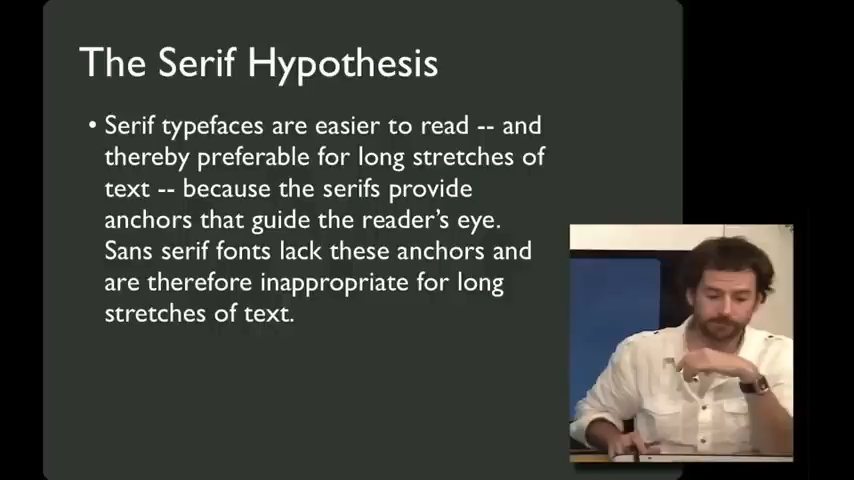 The Serif Hypothesis
• Serif typefaces are easier to read -- and
thereby preferable for long stretches of
text -- because the serifs provide
anchors that guide the reader's eye.
Sans serif fonts lack these anchors and
are therefore inappropriate for long
stretches of text.